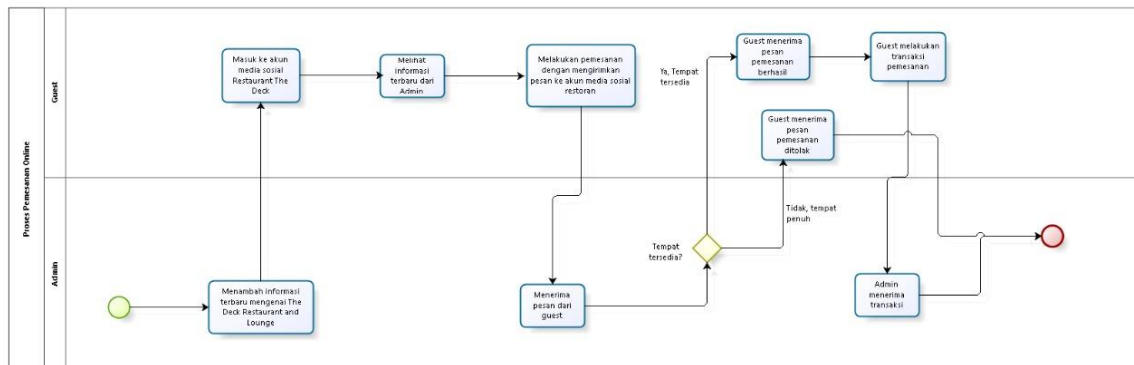 Proses Pemesanan Online
Guest
Masuk ke akun
media sosial
Restaurant The
Deck
Melihat
informasi
terbaru dari
Admin
Melakukan pemesanan
dengan mengirimkan
pesan ke akun media sosial
restoran
Ya, Tempat
tersedia
Guest menerima
pesan
pemesanan
berhasil
Guest melakukan
transaksi
pemesanan
Guest menerima
pesan
pemesanan
ditolak
Admin
Menambah informasi
terbaru mengenai The
Deck Restaurant and
Lounge
Menerima
pesan dari
guest
Tempat
tersedia?
Tidak, tempat
penuh
Admin
menerima
transaksi